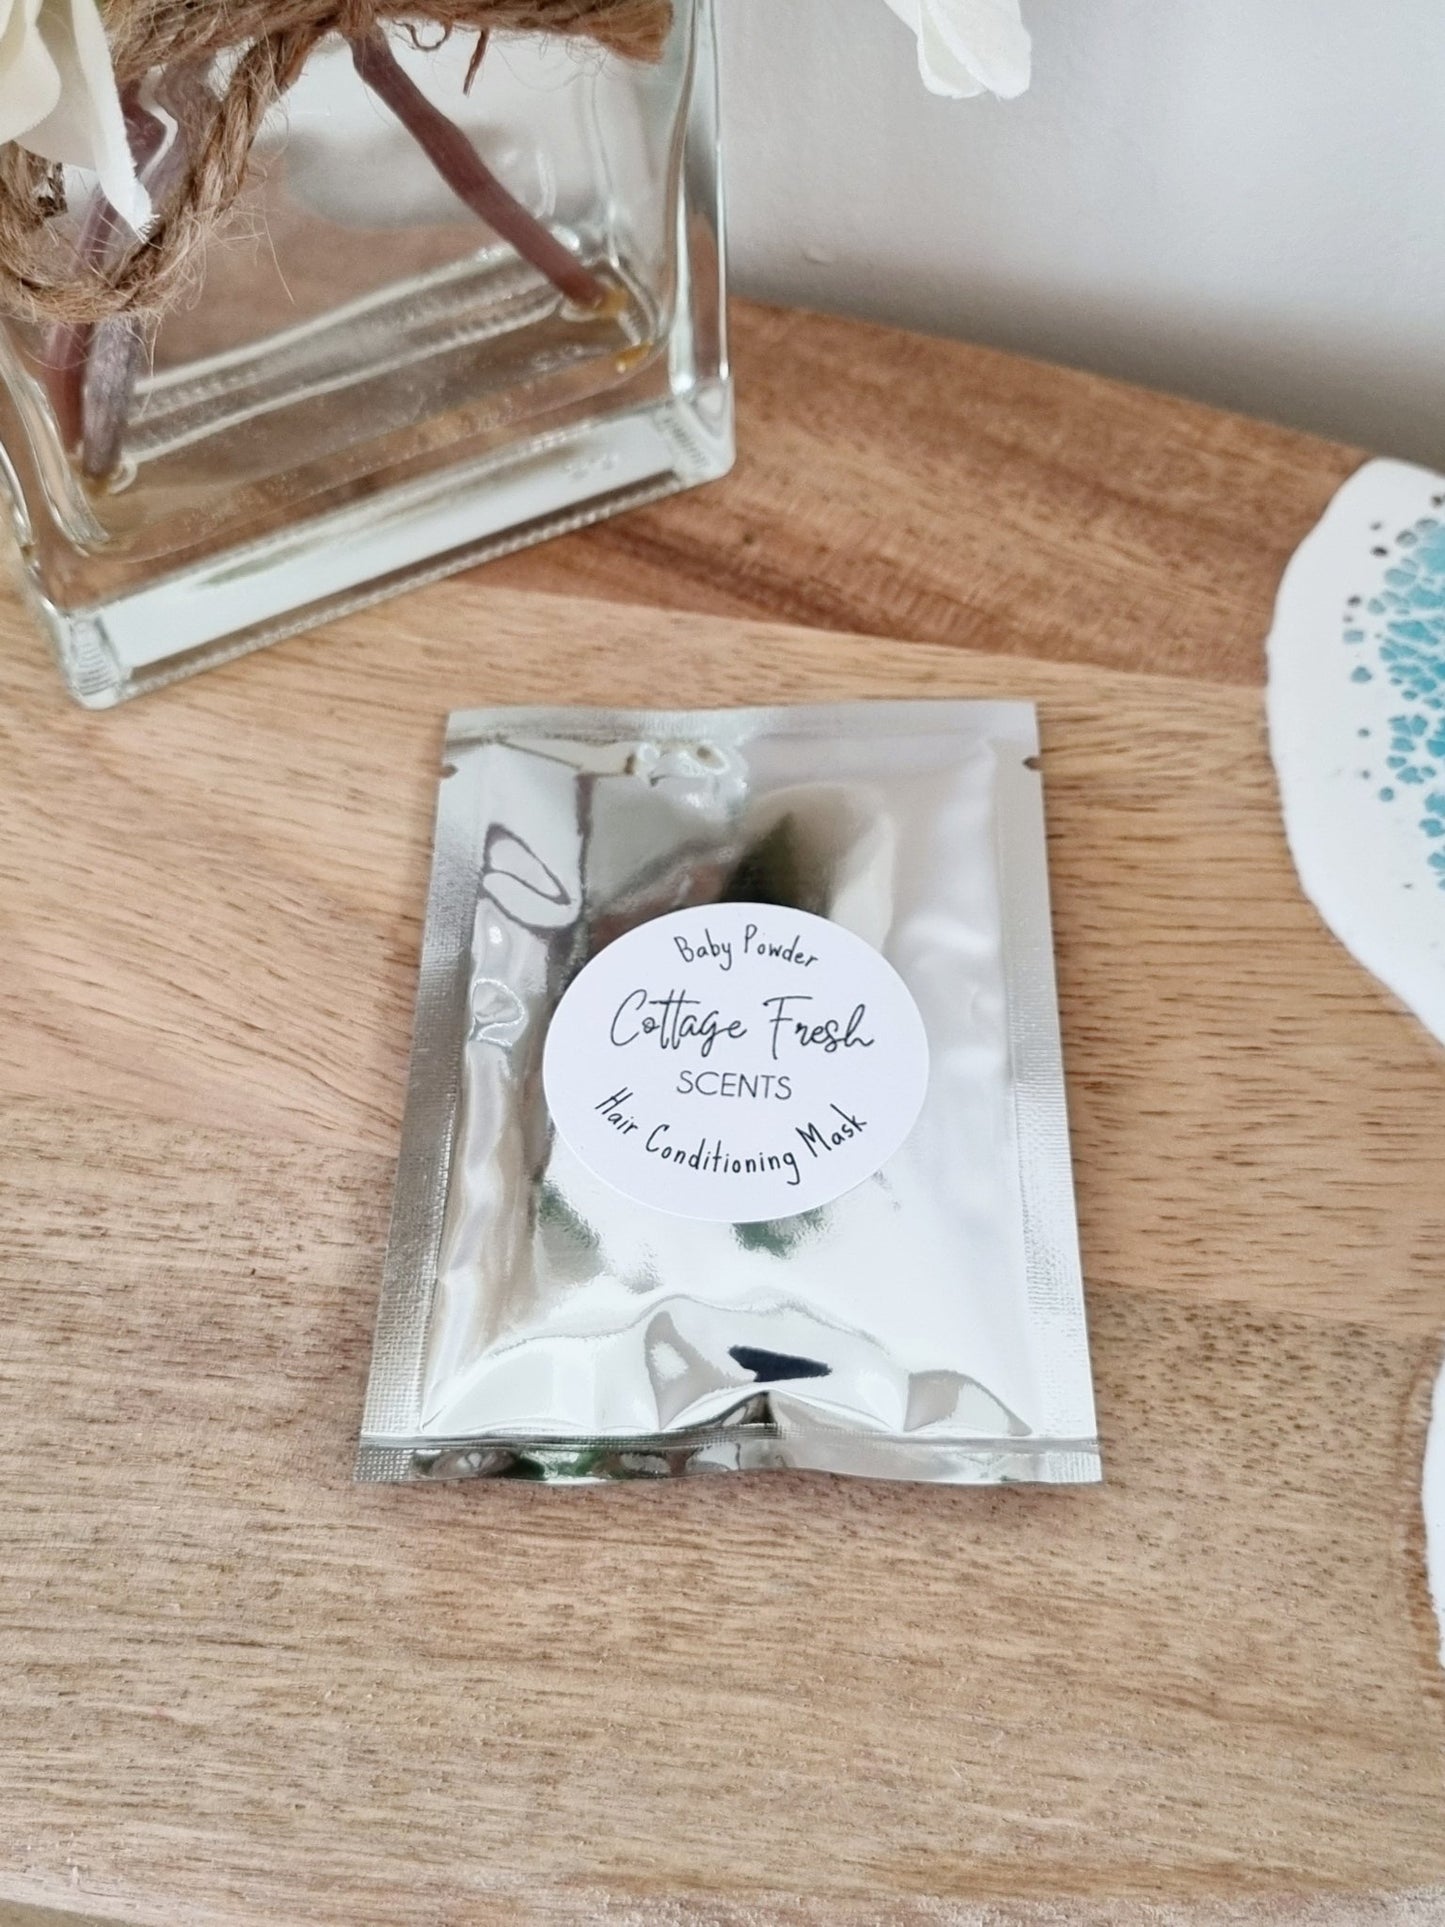 Baby Powder
Cottage Fresh
SCENTS
Hair Conditioning Mask